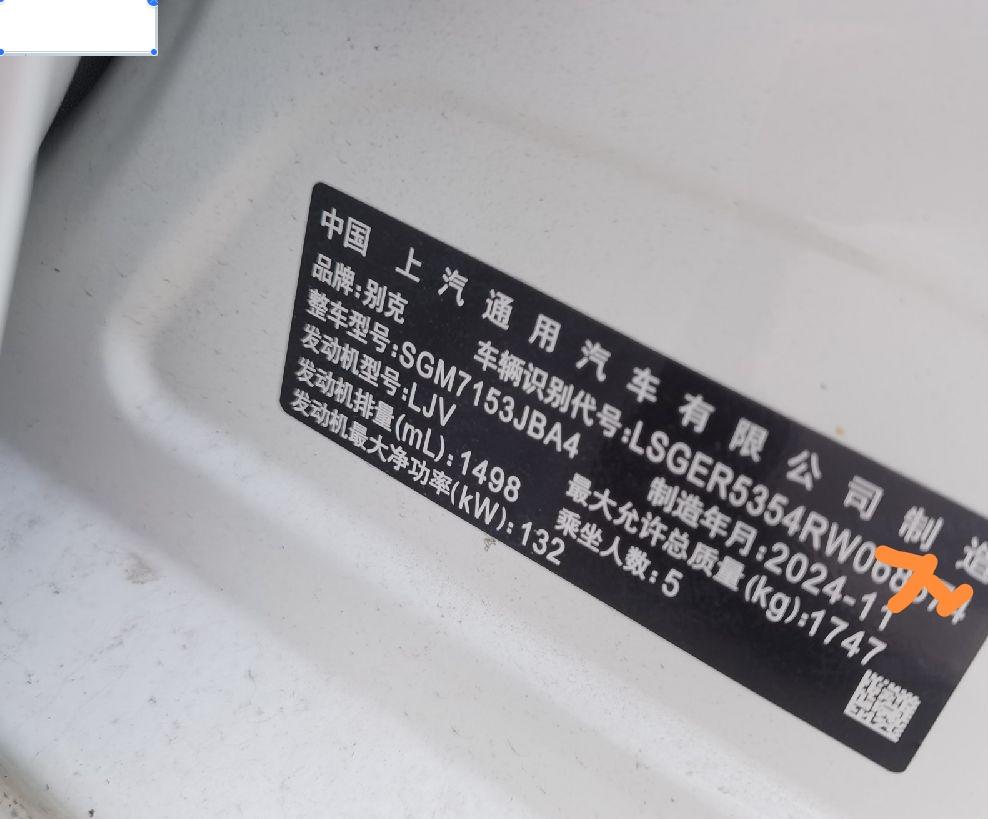 中国 上汽通用汽车有限公司 制造
品牌:别克
车辆识别代号:LSGER5354RW068
整车型号:SGM7153JBA4
制造年月:2024-11
发动机型号:LJV
最大允许总质量(kg):1747
发动机排量(mL):1498
乘坐人数:5
发动机最大净功率(kW):132